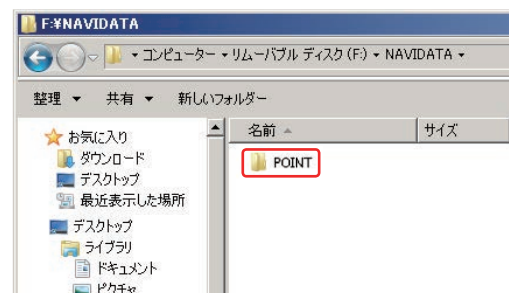 F:¥NAVIDATA
コンピューター ▾ リムーバブル ディスク (F:) ▾ NAVIDATA ▾
整理 ▼ 共有 ▼ 新しいフォルダー
お気に入り
ダウンロード
デスクトップ
最近表示した場所
デスクトップ
ライブラリ
ドキュメント
ピクチャ
名前 サイズ
POINT